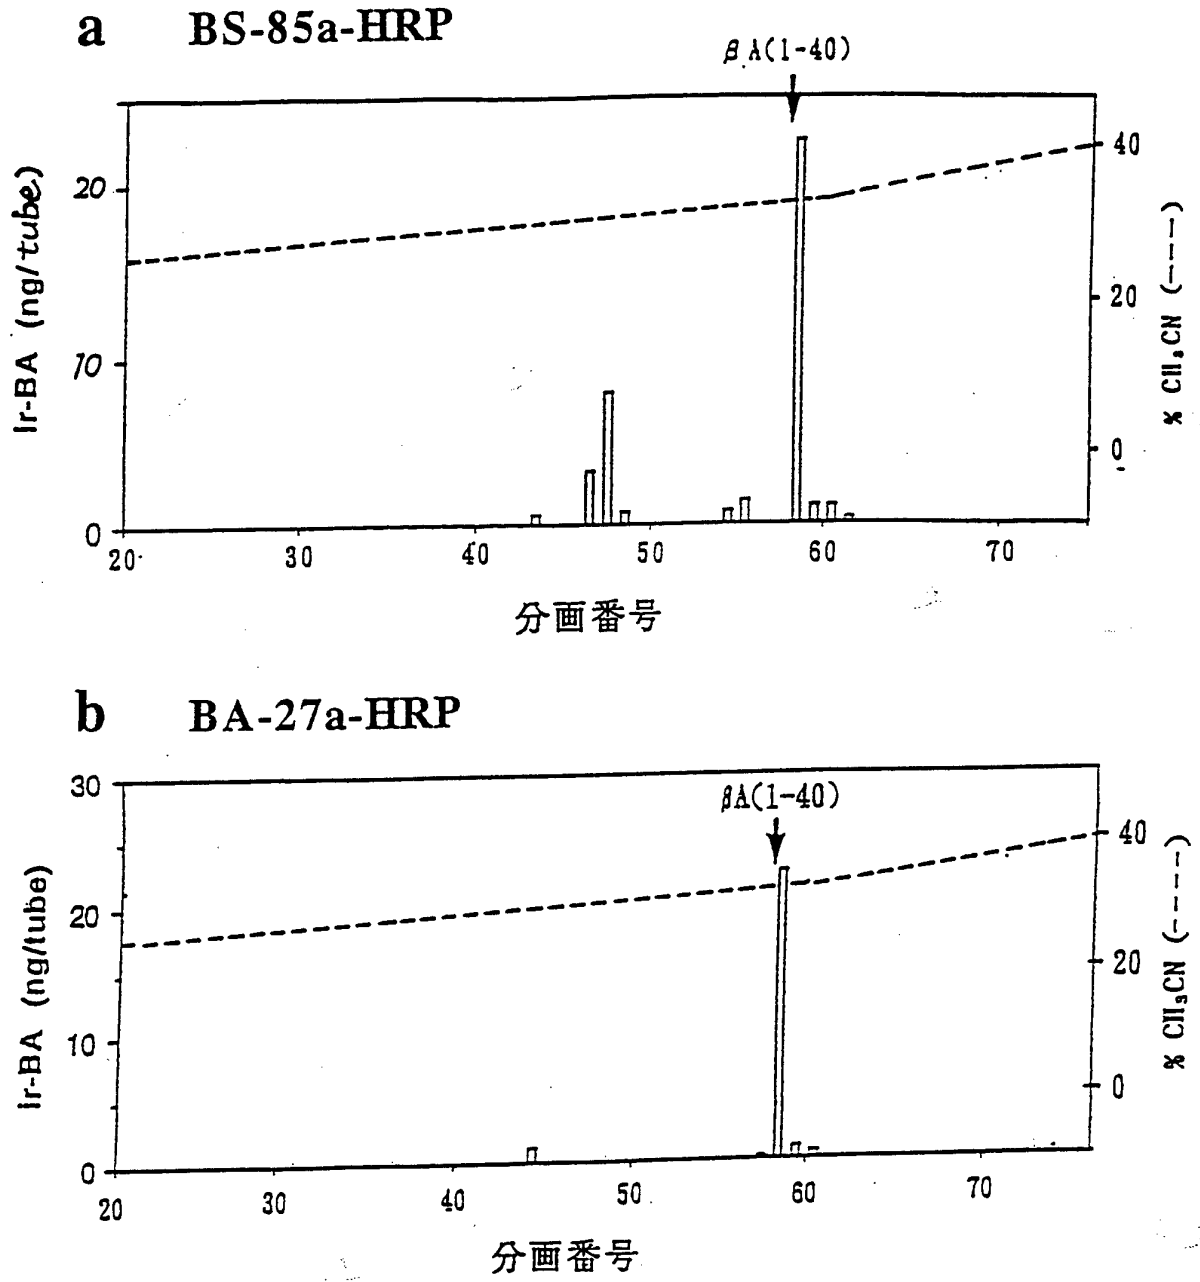 a BS-85a-HRP
β A(1-40)
Ir-BA (ng/tube)
20
10
0
40
20
0
% CH₃CN (---)
20 30 40 50 60 70
分画番号
b BA-27a-HRP
βA(1-40)
Ir-BA (ng/tube)
30
20
10
0
40
20
0
% CH₃CN (----)
20 30 40 50 60 70
分画番号